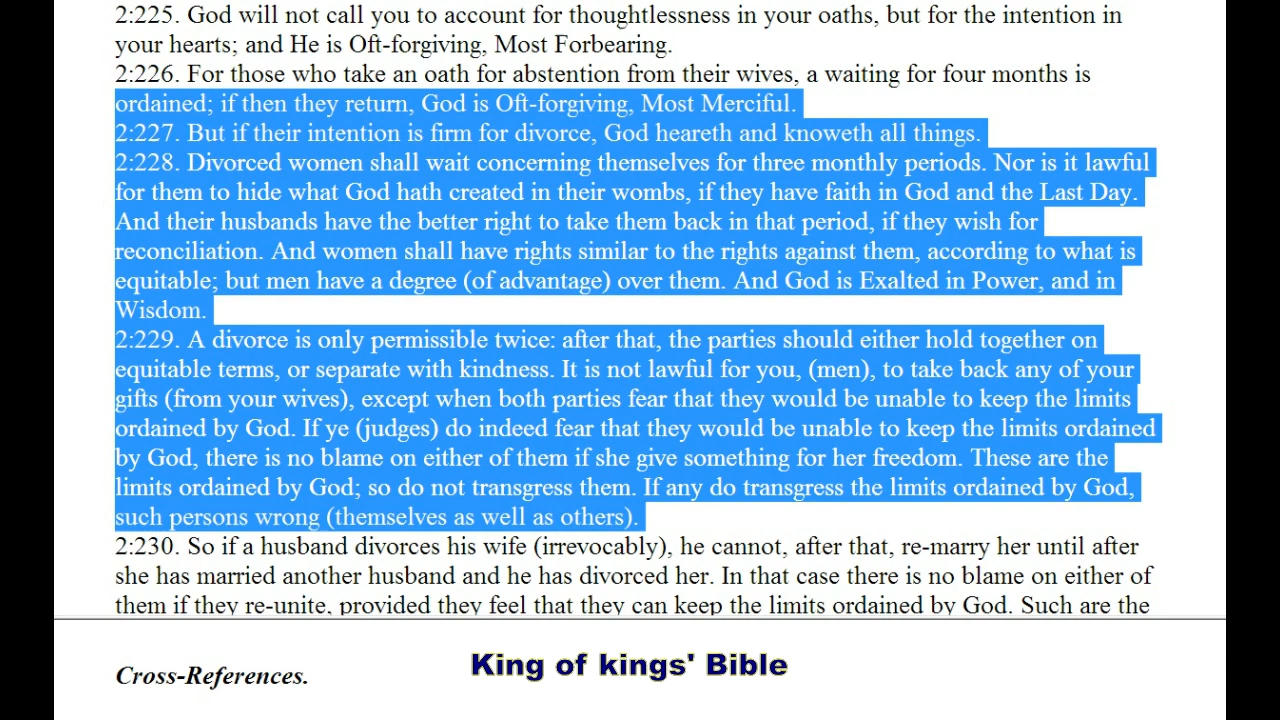 2:225. God will not call you to account for thoughtlessness in your oaths, but for the intention in
your hearts; and He is Oft-forgiving, Most Forbearing.
2:226. For those who take an oath for abstention from their wives, a waiting for four months is
ordained; if then they return, God is Oft-forgiving, Most Merciful.
2:227. But if their intention is firm for divorce, God heareth and knoweth all things.
2:228. Divorced women shall wait concerning themselves for three monthly periods. Nor is it lawful
for them to hide what God hath created in their wombs, if they have faith in God and the Last Day.
And their husbands have the better right to take them back in that period, if they wish for
reconciliation. And women shall have rights similar to the rights against them, according to what is
equitable; but men have a degree (of advantage) over them. And God is Exalted in Power, and in
Wisdom.
2:229. A divorce is only permissible twice: after that, the parties should either hold together on
equitable terms, or separate with kindness. It is not lawful for you, (men), to take back any of your
gifts (from your wives), except when both parties fear that they would be unable to keep the limits
ordained by God. If ye (judges) do indeed fear that they would be unable to keep the limits ordained
by God, there is no blame on either of them if she give something for her freedom. These are the
limits ordained by God; so do not transgress them. If any do transgress the limits ordained by God,
such persons wrong (themselves as well as others).
2:230. So if a husband divorces his wife (irrevocably), he cannot, after that, re-marry her until after
she has married another husband and he has divorced her. In that case there is no blame on either of
them if they re-unite, provided they feel that they can keep the limits ordained by God. Such are the
Cross-References.
King of kings' Bible